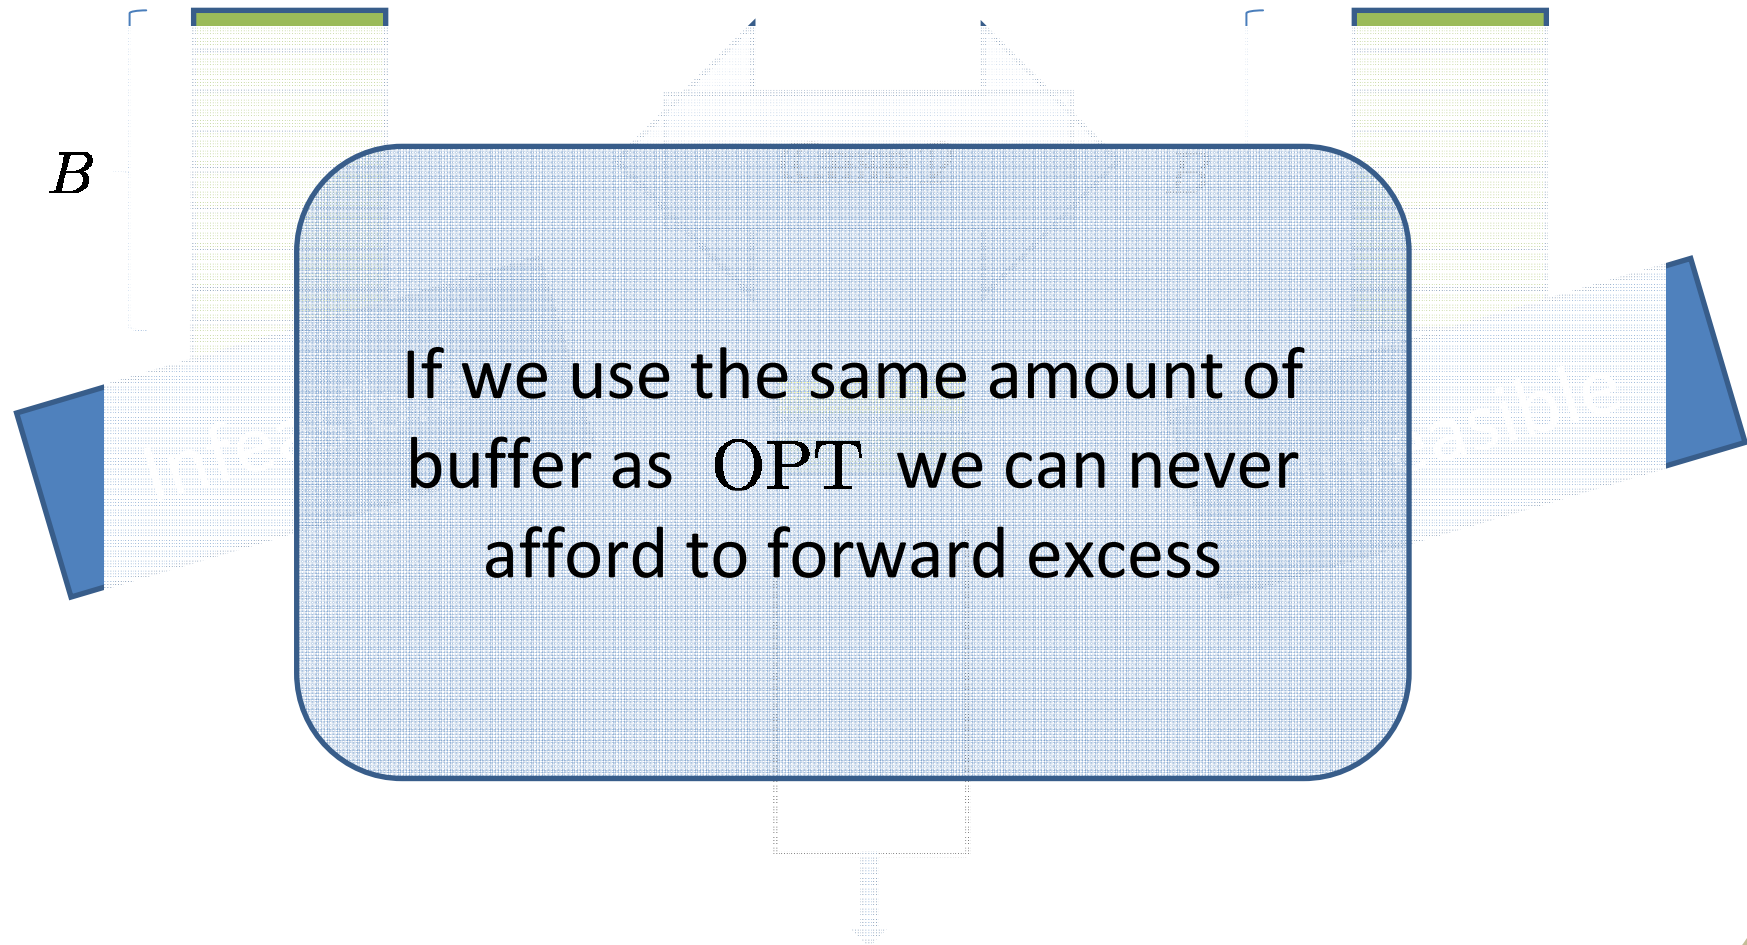 B
If we use the same amount of
buffer as OPT we can never
afford to forward excess